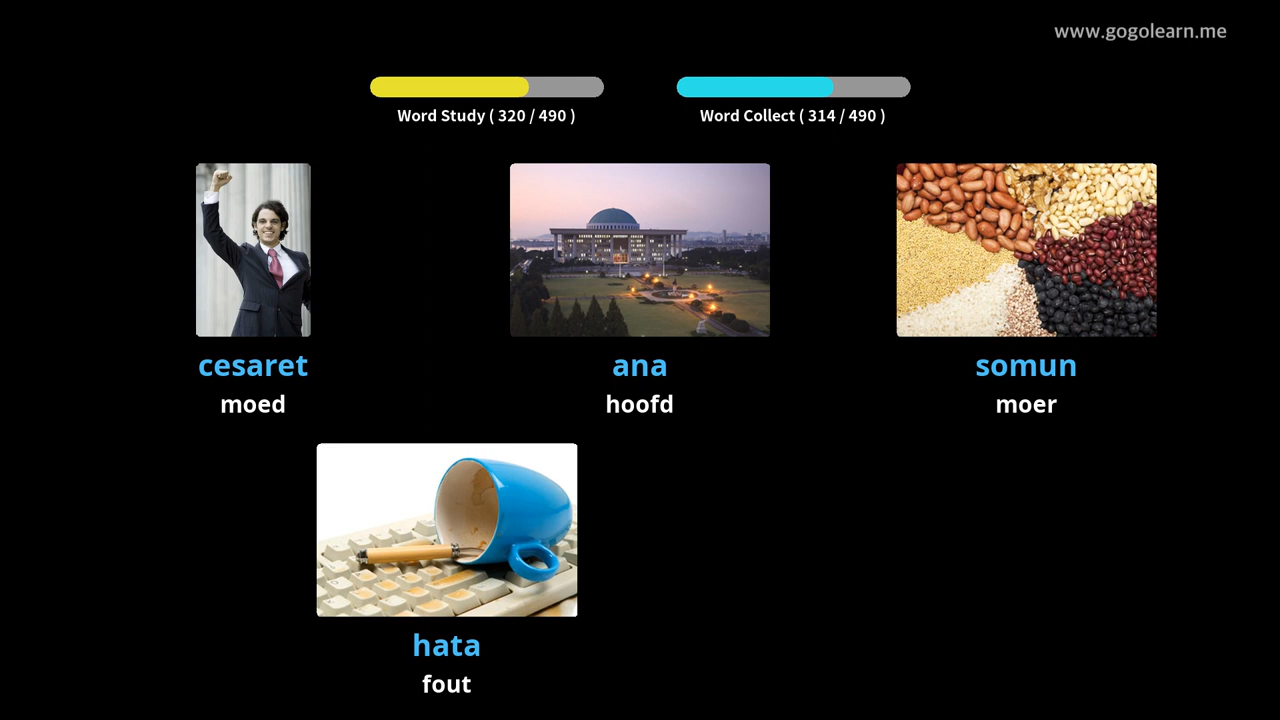 www.gogolearn.me
Word Study ( 320 / 490 )
Word Collect ( 314 / 490 )
cesaret
moed
ana
hoofd
somun
moer
hata
fout